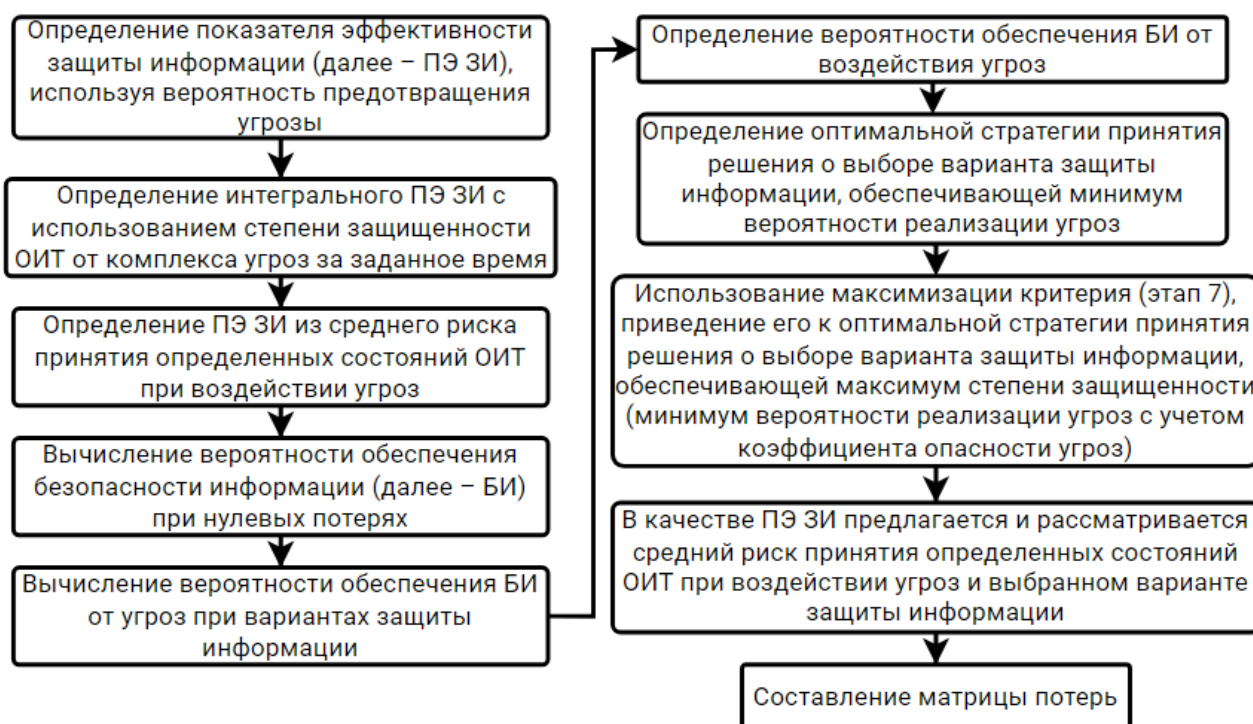 Определение показателя эффективности
защиты информации (далее – ПЭ ЗИ),
используя вероятность предотвращения
угрозы
Определение интегрального ПЭ ЗИ с
использованием степени защищенности
ОИТ от комплекса угроз за заданное время
Определение ПЭ ЗИ из среднего риска
принятия определенных состояний ОИТ
при воздействии угроз
Вычисление вероятности обеспечения
безопасности информации (далее – БИ)
при нулевых потерях
Вычисление вероятности обеспечения БИ
от угроз при вариантах защиты
информации
Определение вероятности обеспечения БИ от
воздействия угроз
Определение оптимальной стратегии принятия
решения о выборе варианта защиты
информации, обеспечивающей минимум
вероятности реализации угроз
Использование максимизации критерия (этап 7),
приведение его к оптимальной стратегии принятия
решения о выборе варианта защиты информации,
обеспечивающей максимум степени защищенности
(минимум вероятности реализации угроз с учетом
коэффициента опасности угроз)
В качестве ПЭ ЗИ предлагается и рассматривается
средний риск принятия определенных состояний
ОИТ при воздействии угроз и выбранном варианте
защиты информации
Составление матрицы потерь